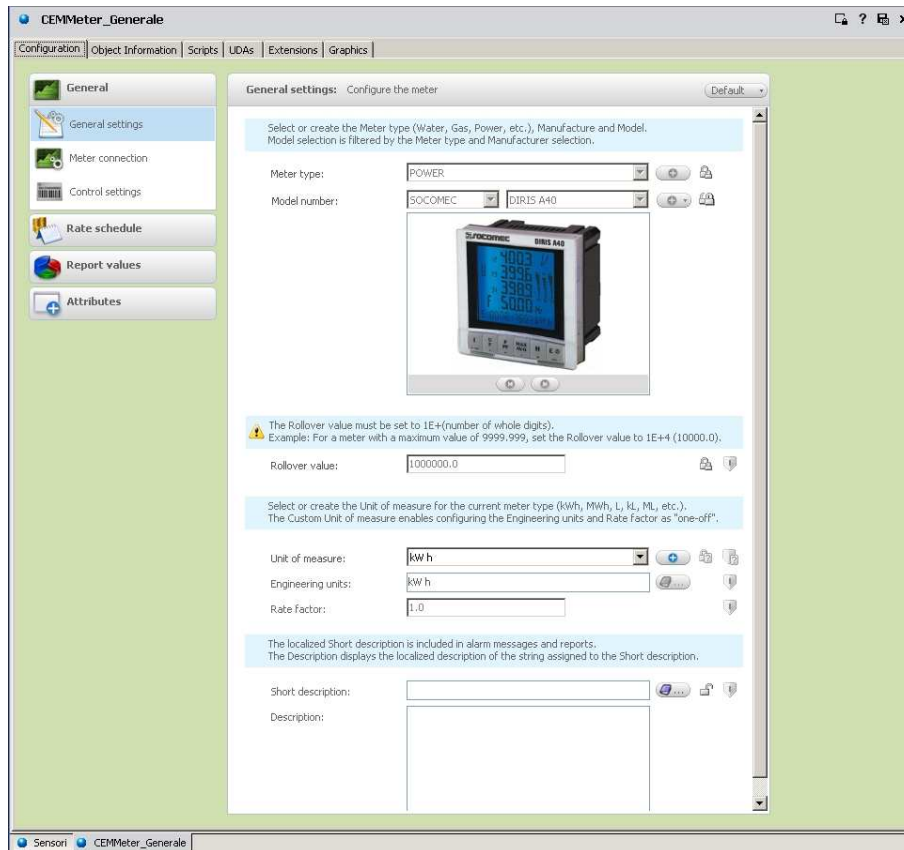 CEMMeter_Generale
Configuration Object Information Scripts UDAs Extensions Graphics
General
General settings
Meter connection
Control settings
Rate schedule
Report values
Attributes
General settings: Configure the meter
Default
Select or create the Meter type (Water, Gas, Power, etc.), Manufacture and Model.
Model selection is filtered by the Meter type and Manufacturer selection.
Meter type: POWER
Model number: SOCOMEC DIRIS A40
socomec DIRIS A40
4003
3996
3989
F 50.00
The Rollover value must be set to 1E+(number of whole digits).
Example: For a meter with a maximum value of 9999.999, set the Rollover value to 1E+4 (10000.0).
Rollover value: 1000000.0
Select or create the Unit of measure for the current meter type (kWh, MWh, L, kL, ML, etc.).
The Custom Unit of measure enables configuring the Engineering units and Rate factor as "one-off".
Unit of measure: kW h
Engineering units: kW h
Rate factor: 1.0
The localized Short description is included in alarm messages and reports.
The Description displays the localized description of the string assigned to the Short description.
Short description:
Description:
Sensori CEMMeter_Generale